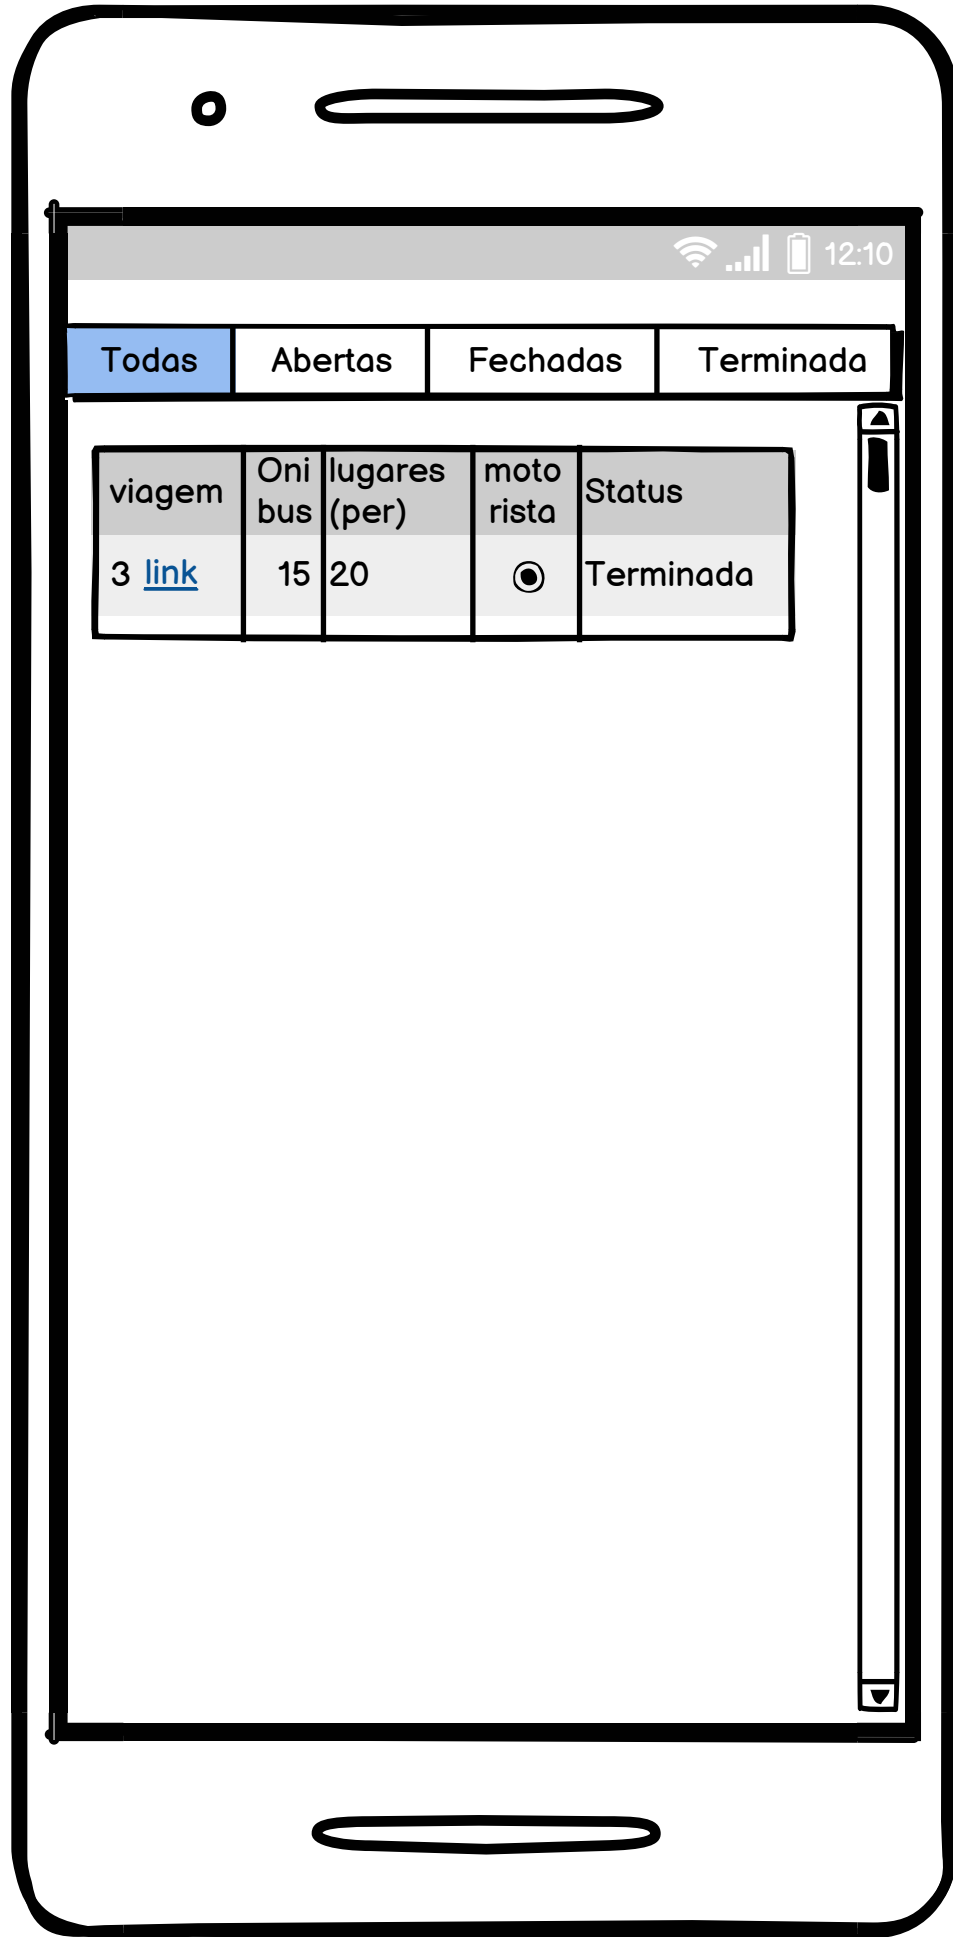 12:10
Todas Abertas Fechadas Terminada
viagem Oni bus lugares (per) moto rista Status
3 link 15 20 Terminada